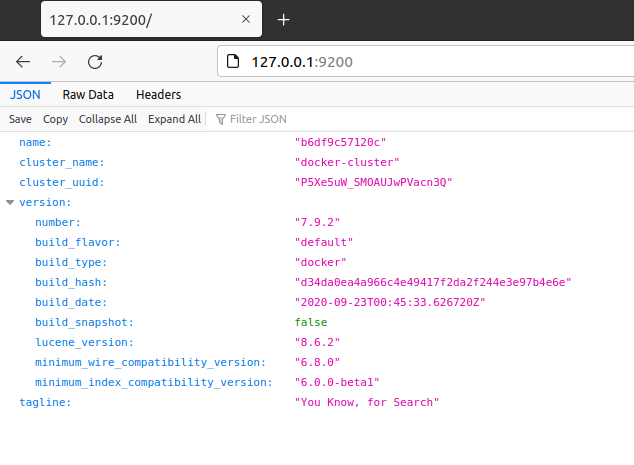 127.0.0.1:9200/
127.0.0.1:9200
JSON Raw Data Headers
Save Copy Collapse All Expand All Filter JSON
name: "b6df9c57120c"
cluster_name: "docker-cluster"
cluster_uuid: "P5Xe5uW_SMOAUJwPVacn3Q"
version:
number: "7.9.2"
build_flavor: "default"
build_type: "docker"
build_hash: "d34da0ea4a966c4e49417f2da2f244e3e97b4e6e"
build_date: "2020-09-23T00:45:33.626720Z"
build_snapshot: false
lucene_version: "8.6.2"
minimum_wire_compatibility_version: "6.8.0"
minimum_index_compatibility_version: "6.0.0-beta1"
tagline: "You Know, for Search"